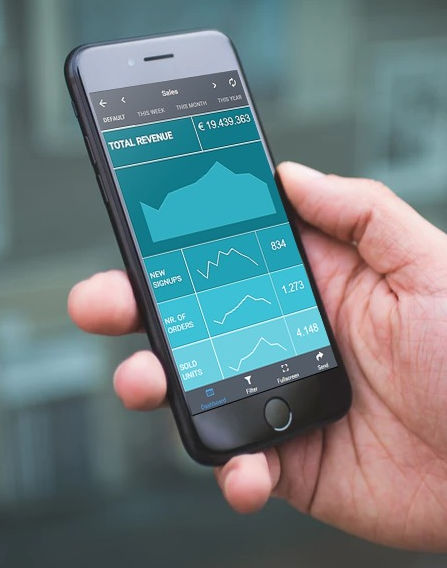 Sales
DEFAULT THIS WEEK THIS MONTH THIS YEAR
TOTAL REVENUE € 19.439.363
NEW
SIGNUPS
834
NR. OF
ORDERS
1.273
SOLD
UNITS
4.148
Dashboard Filter Fullscreen Send